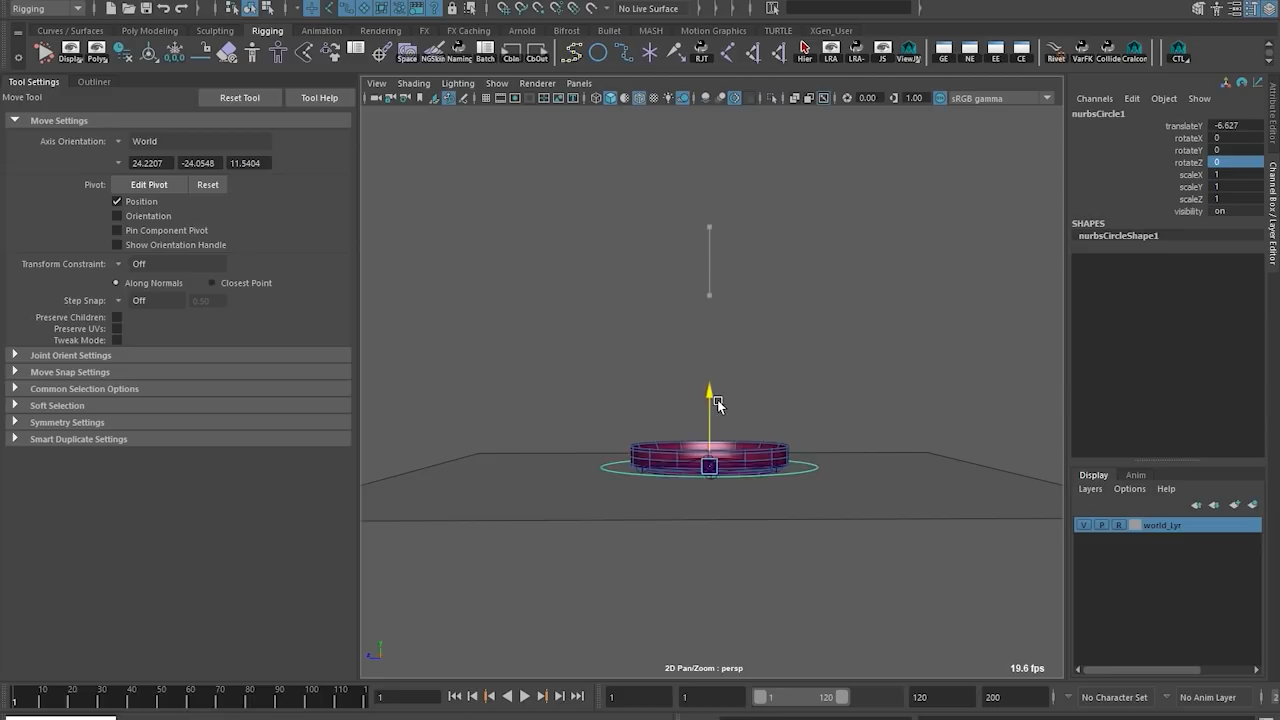 Rigging
No Live Surface
Curves / Surfaces Poly Modeling Sculpting Rigging Animation Rendering FX FX Caching Arnold Bifrost Bullet MASH Motion Graphics TURTLE XGen_User
Display Poly Space NGSkin Naming Batch CbIn CbOut RJT Hier LRA LRA- JS ViewJy GE NE EE CE Rivet VarFK Collide Cralcon CTL
Tool Settings Outliner
Move Tool Reset Tool Tool Help
Move Settings
Axis Orientation: World
24.2207 -24.0548 11.5404
Pivot: Edit Pivot Reset
Position
Orientation
Pin Component Pivot
Show Orientation Handle
Transform Constraint: Off
Along Normals Closest Point
Step Snap: Off 0.50
Preserve Children:
Preserve UVs:
Tweak Mode:
Joint Orient Settings
Move Snap Settings
Common Selection Options
Soft Selection
Symmetry Settings
Smart Duplicate Settings
View Shading Lighting Show Renderer Panels
0.00 1.00 sRGB gamma
2D Pan/Zoom : persp
19.6 fps
Channels Edit Object Show
nurbsCircle1
translateY -6.627
rotateX 0
rotateY 0
rotateZ 0
scaleX 1
scaleY 1
scaleZ 1
visibility on
SHAPES
nurbsCircleShape1
Attribute Editor
Channel Box / Layer Editor
Display Anim
Layers Options Help
V P R world_Lyr
10 20 30 40 50 60 70 80 90 100 110
1
1 1 1 120 120 200 No Character Set No Anim Layer